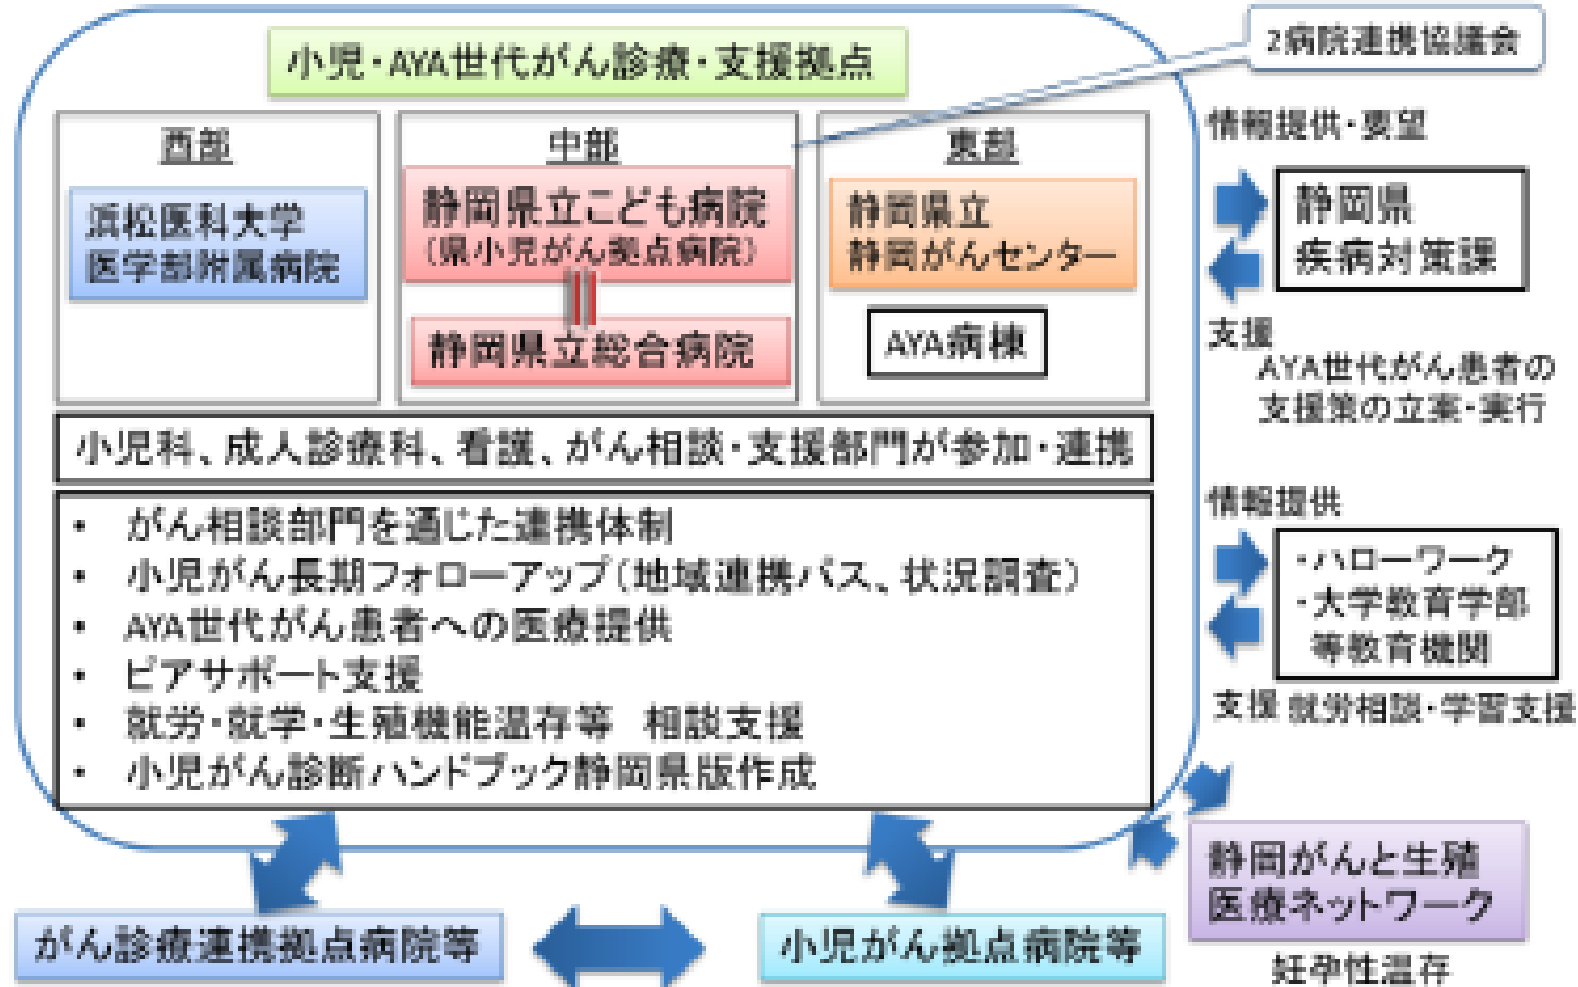 小児・AYA世代がん診療・支援拠点
2病院連携協議会
西部
浜松医科大学
医学部附属病院
中部
静岡県立こども病院
（県小児がん拠点病院）
静岡県立総合病院
東部
静岡県立
静岡がんセンター
AYA病棟
小児科、成人診療科、看護、がん相談・支援部門が参加・連携
・ がん相談部門を通じた連携体制
・ 小児がん長期フォローアップ（地域連携パス、状況調査）
・ AYA世代がん患者への医療提供
・ ピアサポート支援
・ 就労・就学・生殖機能温存等　相談支援
・ 小児がん診断ハンドブック静岡県版作成
情報提供・要望
静岡県
疾病対策課
支援
AYA世代がん患者の
支援策の立案・実行
情報提供
・ハローワーク
・大学教育学部
等教育機関
支援 就労相談・学習支援
静岡がんと生殖
医療ネットワーク
妊孕性温存
がん診療連携拠点病院等
小児がん拠点病院等